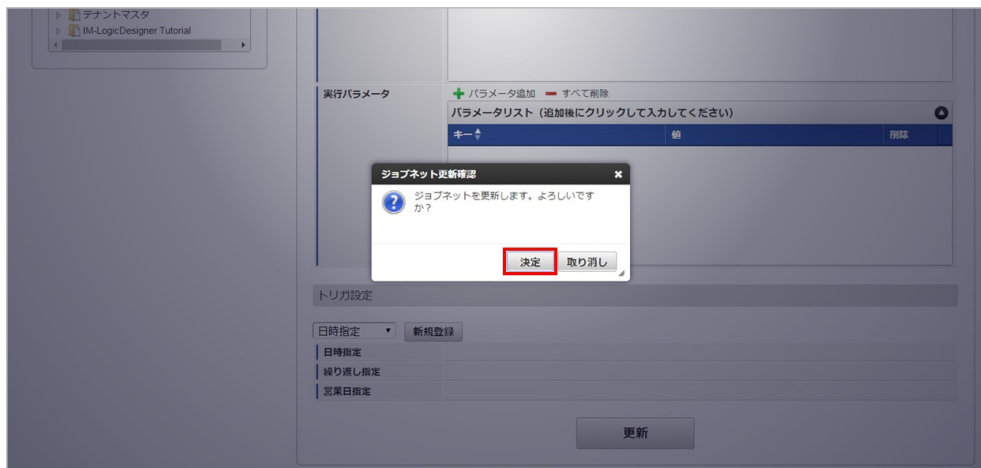 テナントマスタ
IM-LogicDesigner Tutorial
実行パラメータ
パラメータ追加 すべて削除
パラメータリスト（追加後にクリックして入力してください）
キー 値 削除
ジョブネット更新確認
ジョブネットを更新します。よろしいです
か？
決定 取り消し
トリガ設定
日時指定 新規登録
日時指定
繰り返し指定
営業日指定
更新